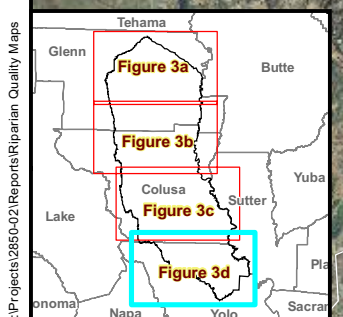 :\Projects\2850-02\Reports\Riparian Quality Maps
Tehama
Glenn
Figure 3a
Butte
Figure 3b
Yuba
Colusa
Sutter
Lake
Figure 3c
Figure 3d
Pla
onoma
Napa
Yolo
Sacrar